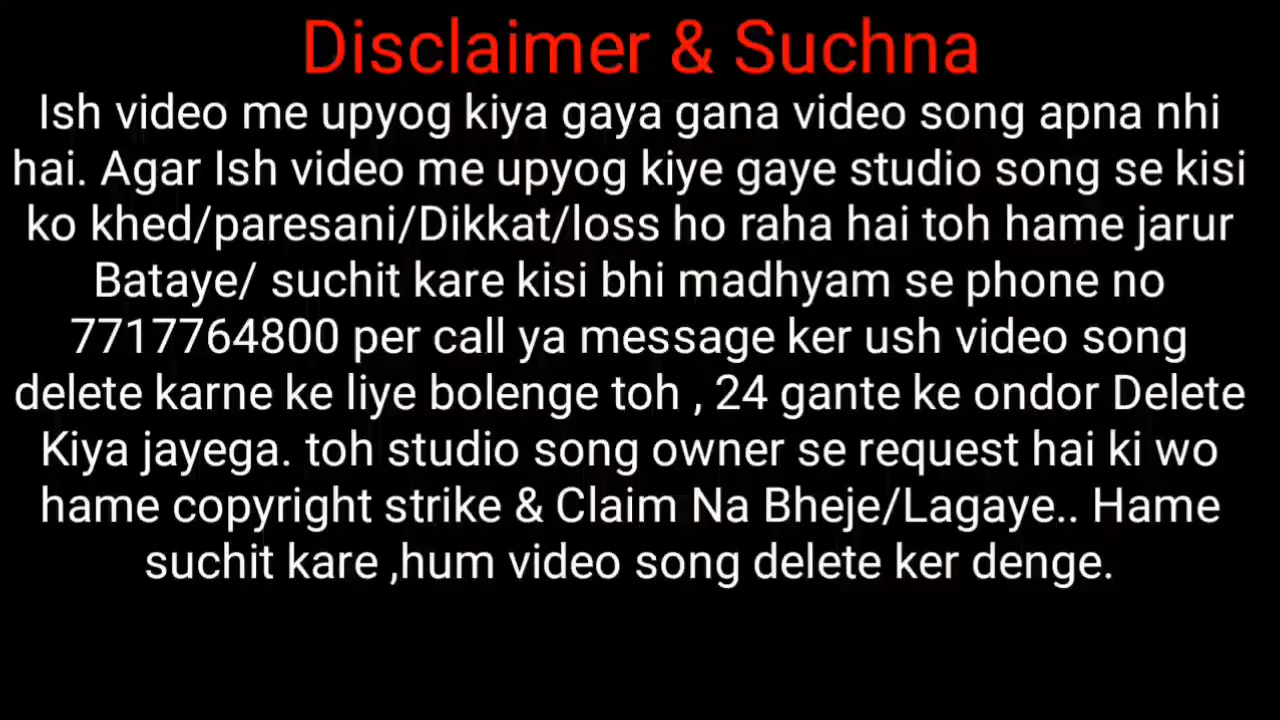 Disclaimer & Suchna
Ish video me upyog kiya gaya gana video song apna nhi
hai. Agar Ish video me upyog kiye gaye studio song se kisi
ko khed/paresani/Dikkat/loss ho raha hai toh hame jarur
Bataye/ suchit kare kisi bhi madhyam se phone no
7717764800 per call ya message ker ush video song
delete karne ke liye bolenge toh , 24 gante ke ondor Delete
Kiya jayega. toh studio song owner se request hai ki wo
hame copyright strike & Claim Na Bheje/Lagaye.. Hame
suchit kare ,hum video song delete ker denge.